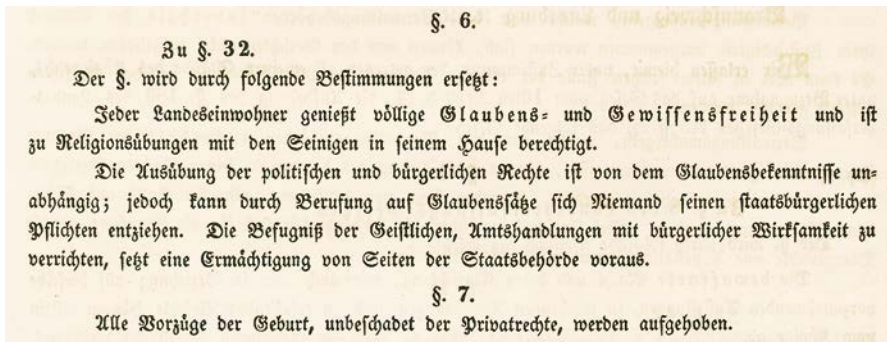 §. 6.
Zu §. 32.
Der §. wird durch folgende Bestimmungen ersetzt:
Jeder Landeseinwohner genießt völlige Glaubens- und Gewissensfreiheit und ist
zu Religionsübungen mit den Seinigen in seinem Hause berechtigt.
Die Ausübung der politischen und bürgerlichen Rechte ist von dem Glaubensbekenntnisse un-
abhängig; jedoch kann durch Berufung auf Glaubenssätze sich Niemand seinen staatsbürgerlichen
Pflichten entziehen. Die Befugniß der Geistlichen, Amtshandlungen mit bürgerlicher Wirksamkeit zu
verrichten, setzt eine Ermächtigung von Seiten der Staatsbehörde voraus.
§. 7.
Alle Vorzüge der Geburt, unbeschadet der Privatrechte, werden aufgehoben.